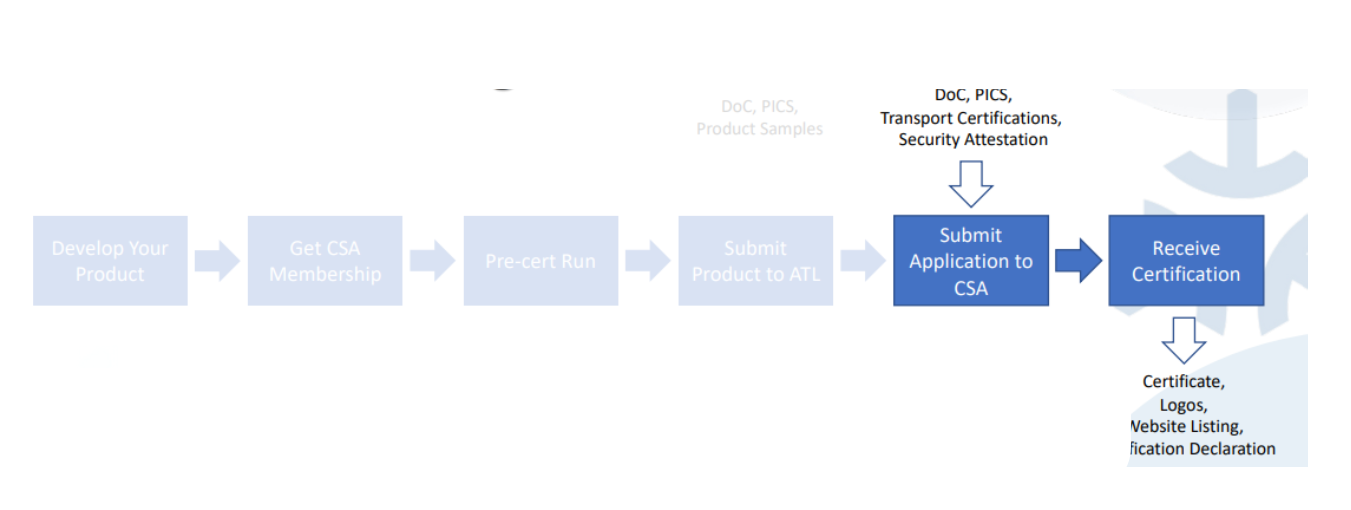 DoC, PICS,
Product Samples
DoC, PICS,
Transport Certifications,
Security Attestation
Develop Your
Product
Get CSA
Membership
Pre-cert Run
Submit
Product to ATL
Submit
Application to
CSA
Receive
Certification
Certificate,
Logos,
Website Listing,
fication Declaration